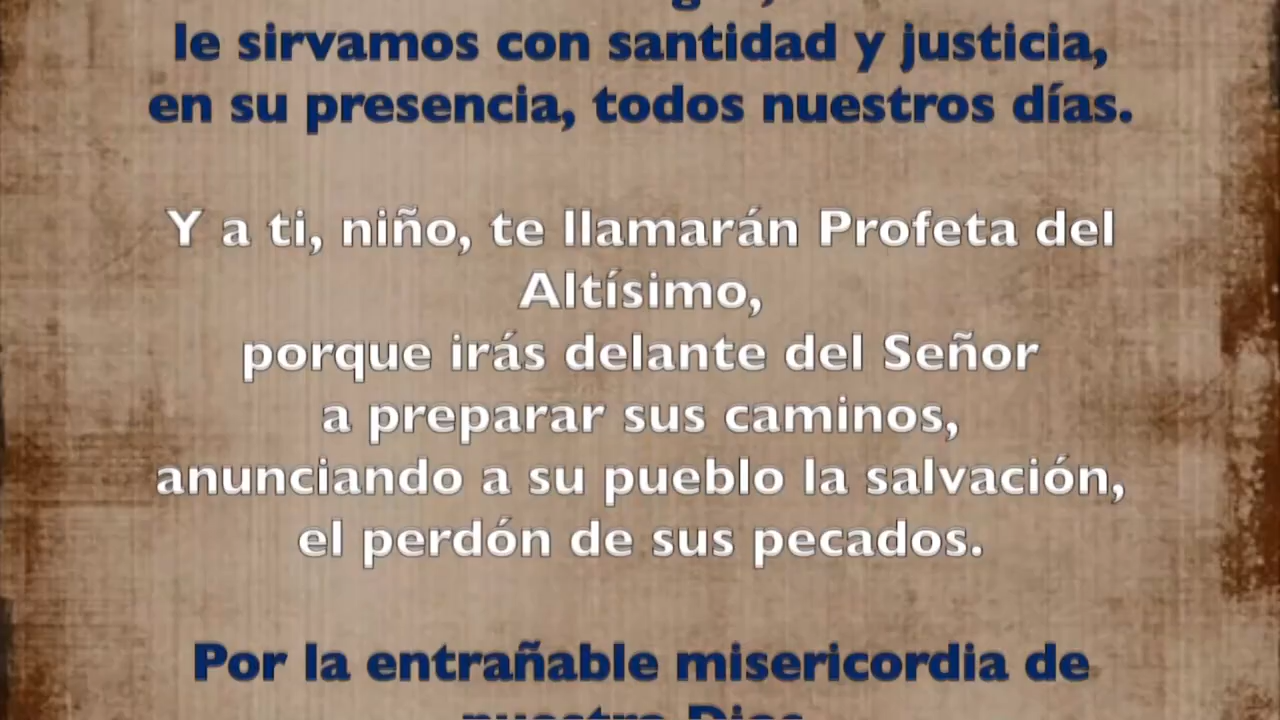 le sirvamos con santidad y justicia,
en su presencia, todos nuestros días.
Y a ti, niño, te llamarán Profeta del
Altísimo,
porque irás delante del Señor
a preparar sus caminos,
anunciando a su pueblo la salvación,
el perdón de sus pecados.
Por la entrañable misericordia de
nuestro Dios